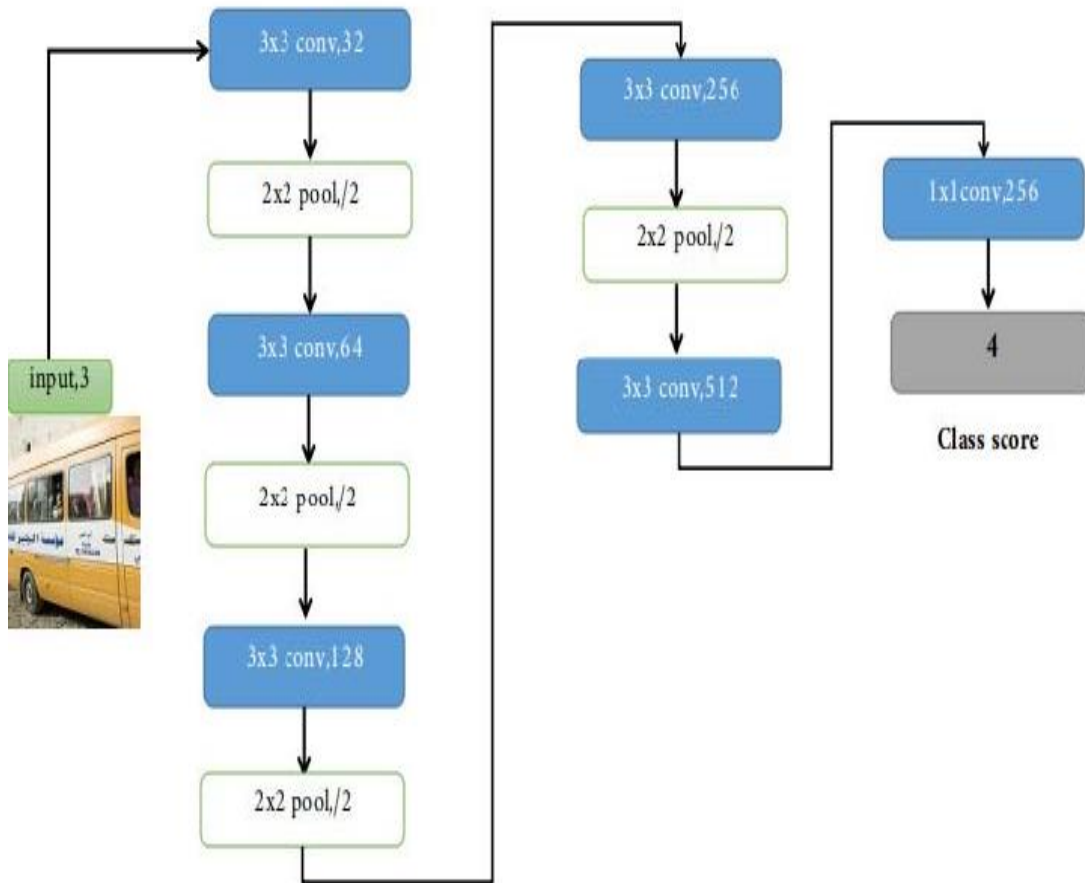 input,3
مؤسسة
3x3 conv,32
2x2 pool,/2
3x3 conv,64
2x2 pool,/2
3x3 conv,128
2x2 pool,/2
3x3 conv,256
2x2 pool,/2
3x3 conv,512
1x1conv,256
4
Class score